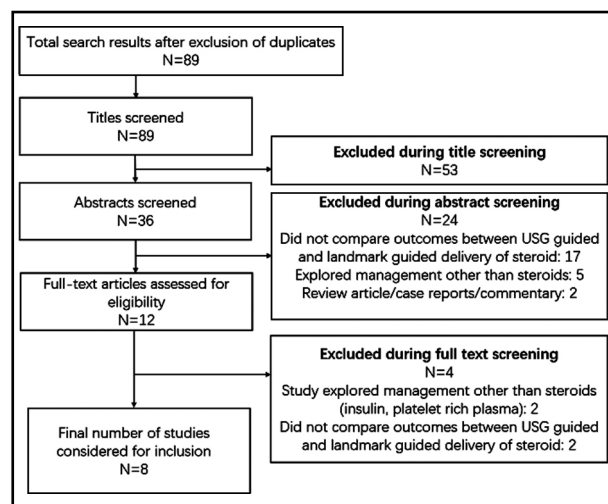 Total search results after exclusion of duplicates
N=89
Titles screened
N=89
Excluded during title screening
N=53
Abstracts screened
N=36
Excluded during abstract screening
N=24
Did not compare outcomes between USG guided
and landmark guided delivery of steroid: 17
Explored management other than steroids: 5
Review article/case reports/commentary: 2
Full-text articles assessed for
eligibility
N=12
Excluded during full text screening
N=4
Study explored management other than steroids
(insulin, platelet rich plasma): 2
Did not compare outcomes between USG guided
and landmark guided delivery of steroid: 2
Final number of studies
considered for inclusion
N=8